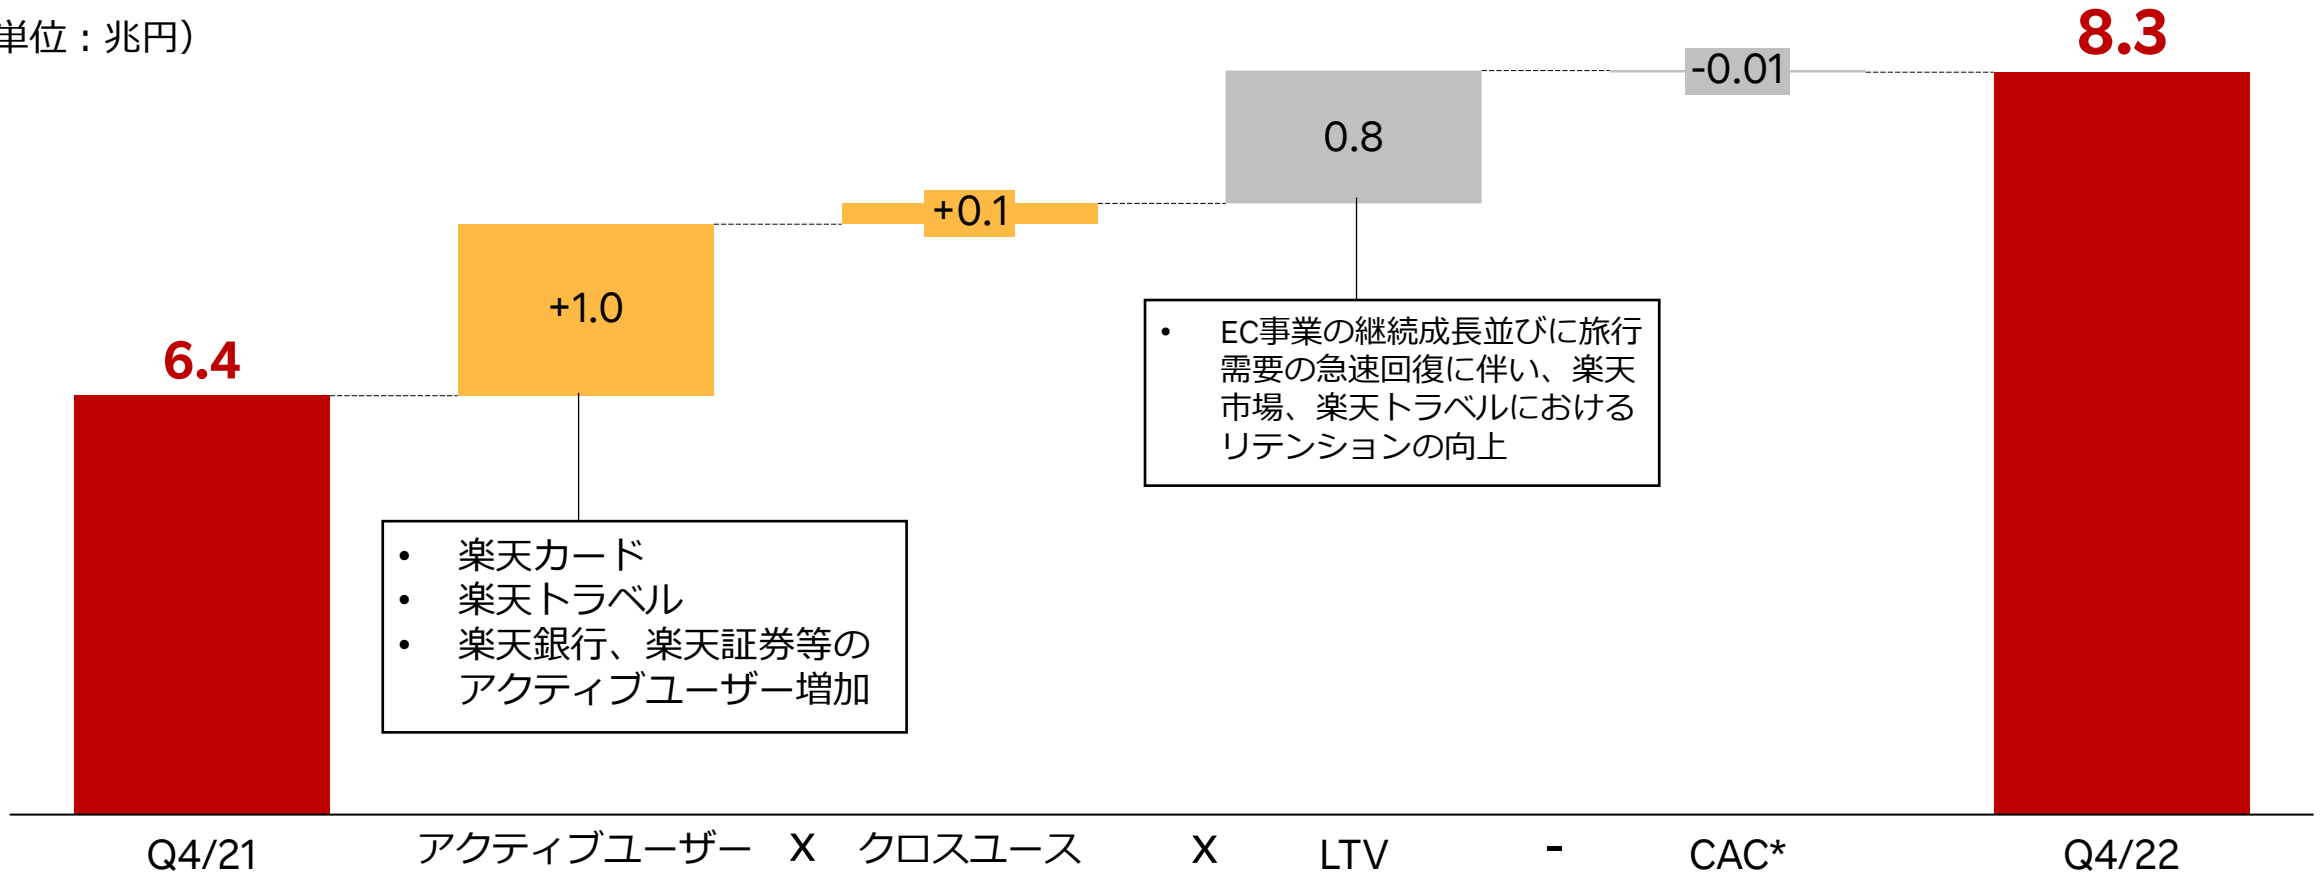 単位：兆円）
8.3
-0.01
0.8
+0.1
+1.0
6.4
• EC事業の継続成長並びに旅行
需要の急速回復に伴い、楽天
市場、楽天トラベルにおける
リテンションの向上
• 楽天カード
• 楽天トラベル
• 楽天銀行、楽天証券等の
アクティブユーザー増加
Q4/21 アクティブユーザー x クロスユース x LTV - CAC* Q4/22